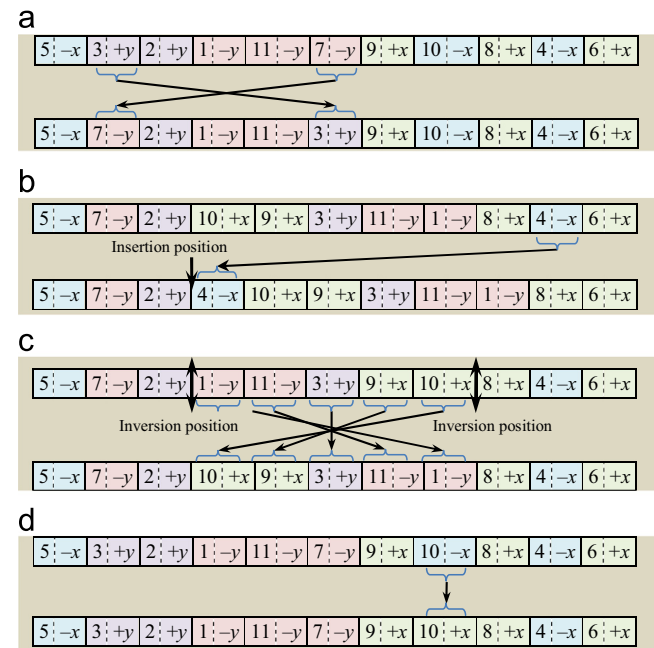 a
5 –x 3 +y 2 +y 1 –y 11 –y 7 –y 9 +x 10 –x 8 +x 4 –x 6 +x
5 –x 7 –y 2 +y 1 –y 11 –y 3 +y 9 +x 10 –x 8 +x 4 –x 6 +x
b
5 –x 7 –y 2 +y 10 +x 9 +x 3 +y 11 –y 1 –y 8 +x 4 –x 6 +x
Insertion position
5 –x 7 –y 2 +y 4 –x 10 +x 9 +x 3 +y 11 –y 1 –y 8 +x 6 +x
c
5 –x 7 –y 2 +y 1 –y 11 –y 3 +y 9 +x 10 +x 8 +x 4 –x 6 +x
Inversion position Inversion position
5 –x 7 –y 2 +y 10 +x 9 +x 3 +y 11 –y 1 –y 8 +x 4 –x 6 +x
d
5 –x 3 +y 2 +y 1 –y 11 –y 7 –y 9 +x 10 –x 8 +x 4 –x 6 +x
5 –x 3 +y 2 +y 1 –y 11 –y 7 –y 9 +x 10 +x 8 +x 4 –x 6 +x